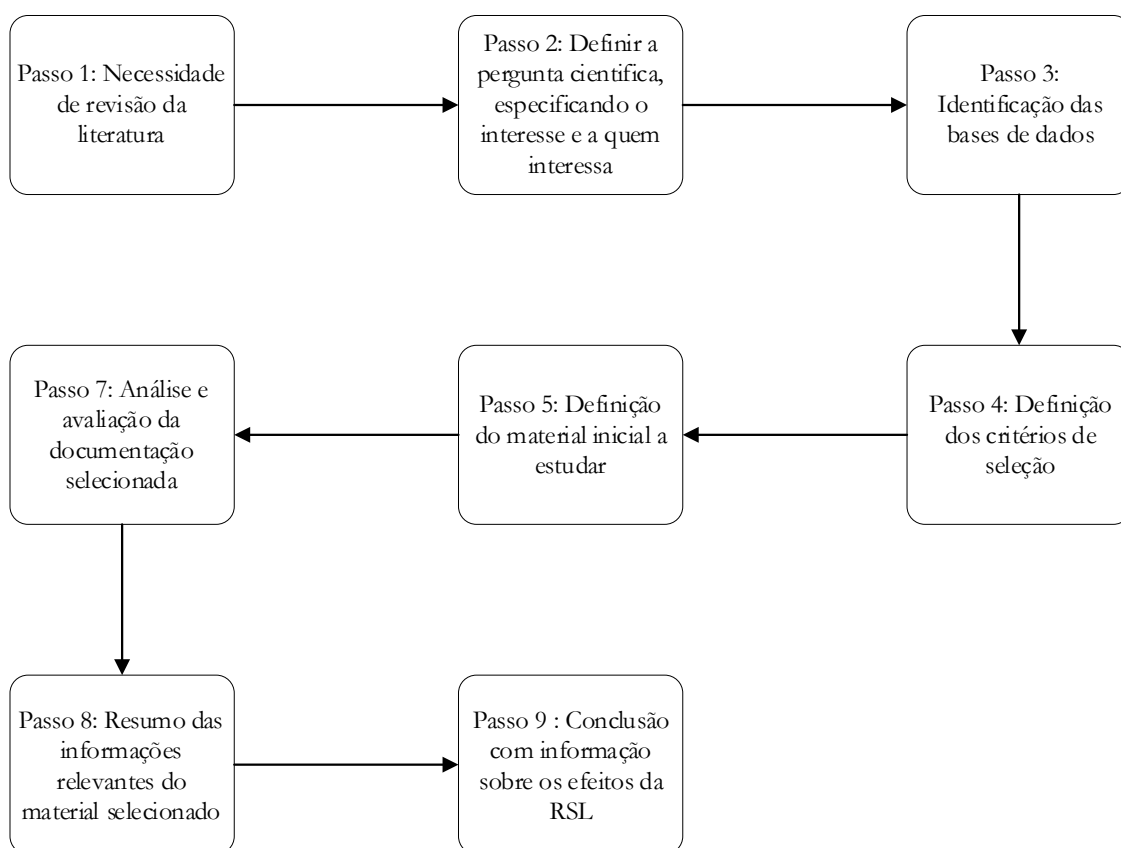 Passo 1: Necessidade
de revisão da
literatura
Passo 2: Definir a
pergunta cientifica,
especificando o
interesse e a quem
interessa
Passo 3:
Identificação das
bases de dados
Passo 4: Definição
dos critérios de
seleção
Passo 5: Definição
do material inicial a
estudar
Passo 7: Análise e
avaliação da
documentação
selecionada
Passo 8: Resumo das
informações
relevantes do
material selecionado
Passo 9 : Conclusão
com informação
sobre os efeitos da
RSL